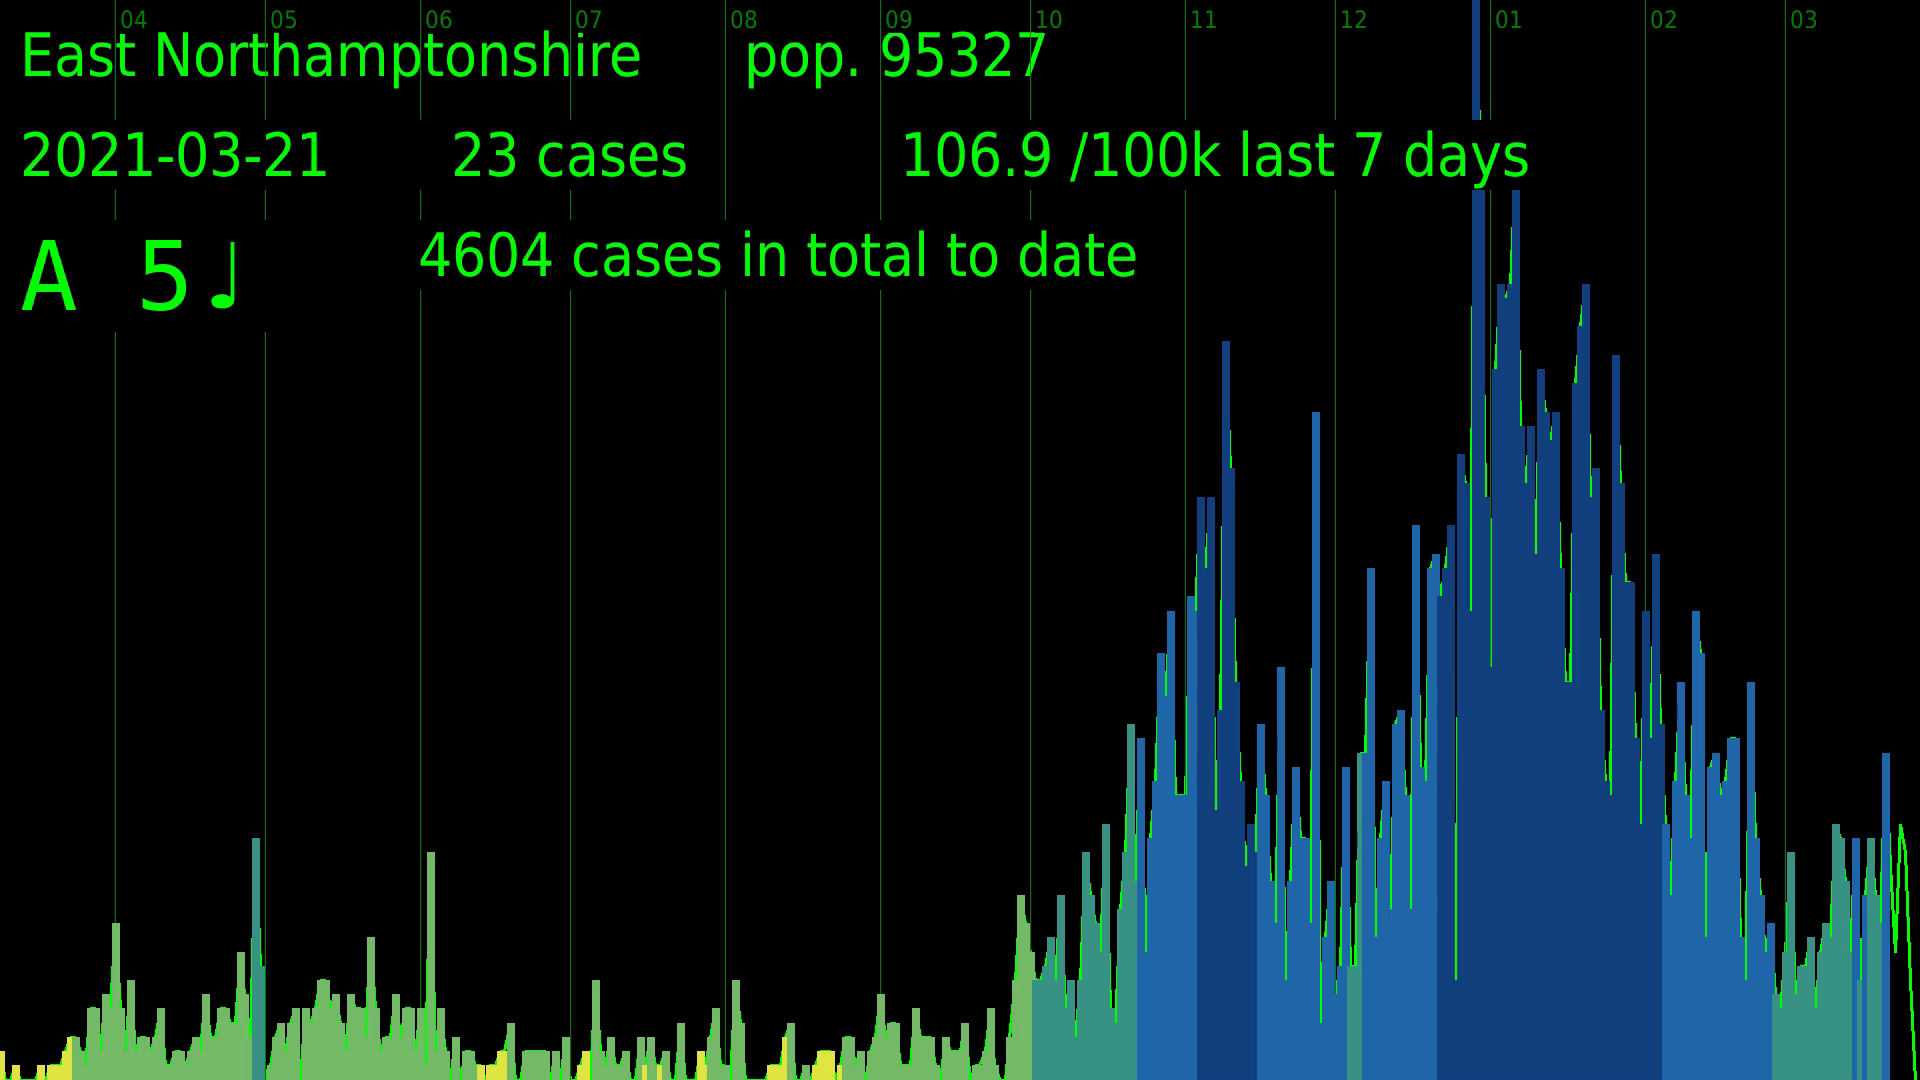 04 05 06 07 08 09 10 11 12 01 02 03
East Northamptonshire pop. 95327
2021-03-21 23 cases 106.9 /100k last 7 days
A 5♩ 4604 cases in total to date